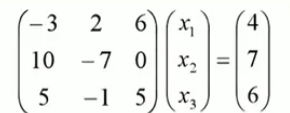 (−3 2 6) (x₁) (4)
(10 −7 0) (x₂) = (7)
(5 −1 5) (x₃) (6)